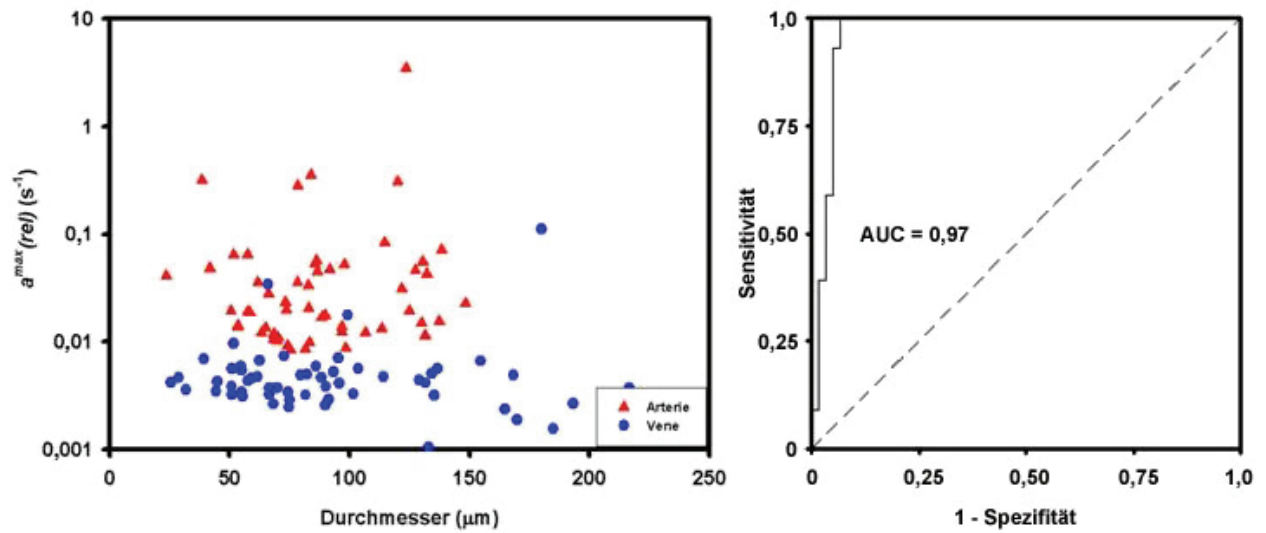 10
1
0,1
0,01
0,001
a^max(rel) (s^-1)
0 50 100 150 200 250
Durchmesser (µm)
Arterie
Vene
1,0
0,75
0,50
0,25
0
Sensitivität
AUC = 0,97
0 0,25 0,50 0,75 1,0
1 - Spezifität